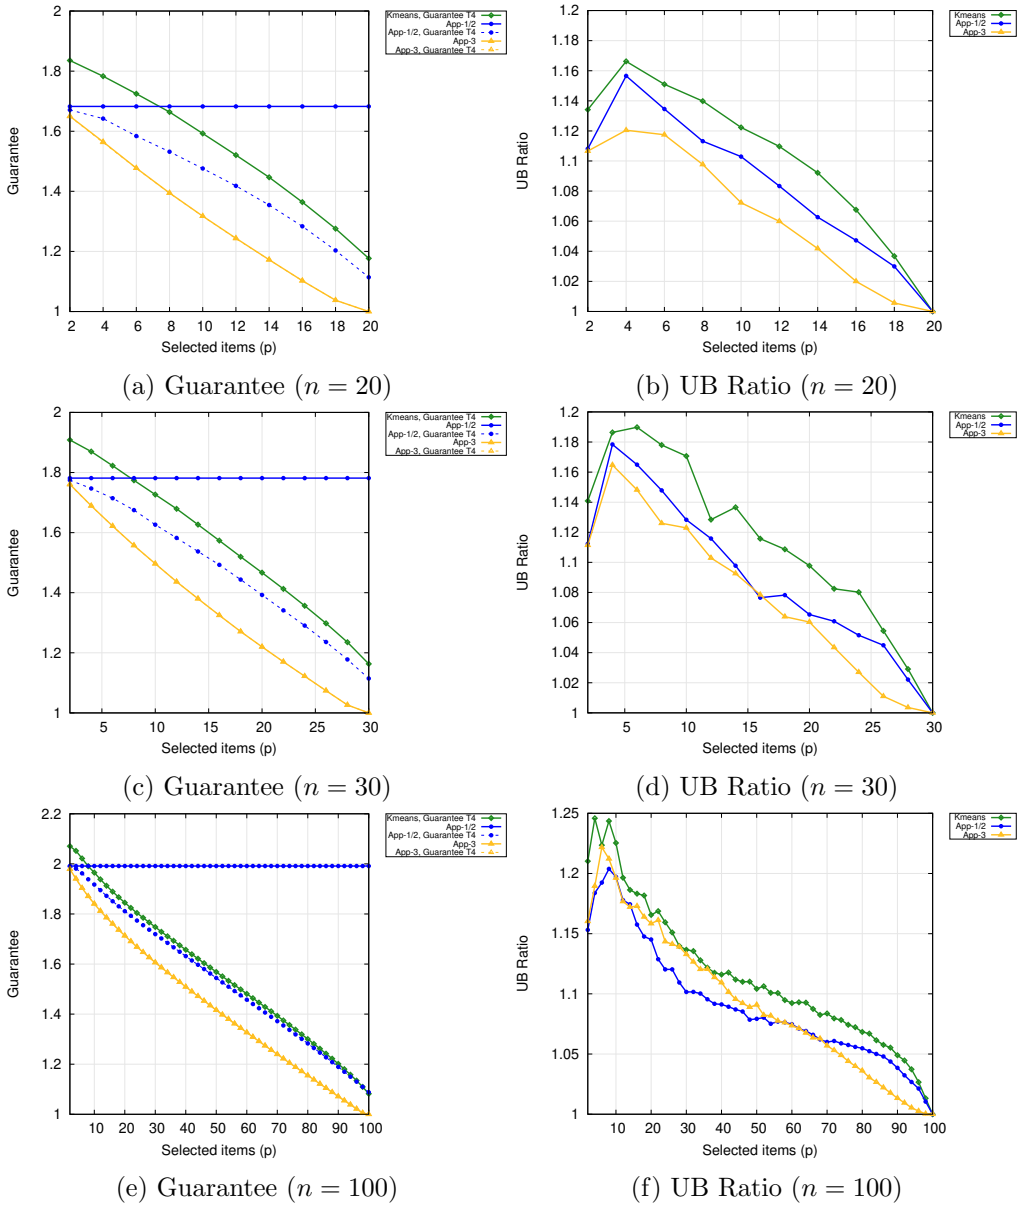 Kmeans, Guarantee T4
App-1/2
App-1/2, Guarantee T4
App-3
App-3, Guarantee T4
2
1.8
1.6
1.4
1.2
1
Guarantee
2 4 6 8 10 12 14 16 18 20
Selected items (p)
(a) Guarantee (n = 20)
Kmeans
App-1/2
App-3
1.2
1.18
1.16
1.14
1.12
1.1
1.08
1.06
1.04
1.02
1
UB Ratio
2 4 6 8 10 12 14 16 18 20
Selected items (p)
(b) UB Ratio (n = 20)
Kmeans, Guarantee T4
App-1/2
App-1/2, Guarantee T4
App-3
App-3, Guarantee T4
2
1.8
1.6
1.4
1.2
1
Guarantee
5 10 15 20 25 30
Selected items (p)
(c) Guarantee (n = 30)
Kmeans
App-1/2
App-3
1.2
1.18
1.16
1.14
1.12
1.1
1.08
1.06
1.04
1.02
1
UB Ratio
5 10 15 20 25 30
Selected items (p)
(d) UB Ratio (n = 30)
Kmeans, Guarantee T4
App-1/2
App-1/2, Guarantee T4
App-3
App-3, Guarantee T4
2.2
2
1.8
1.6
1.4
1.2
1
Guarantee
10 20 30 40 50 60 70 80 90 100
Selected items (p)
(e) Guarantee (n = 100)
Kmeans
App-1/2
App-3
1.25
1.2
1.15
1.1
1.05
1
UB Ratio
10 20 30 40 50 60 70 80 90 100
Selected items (p)
(f) UB Ratio (n = 100)